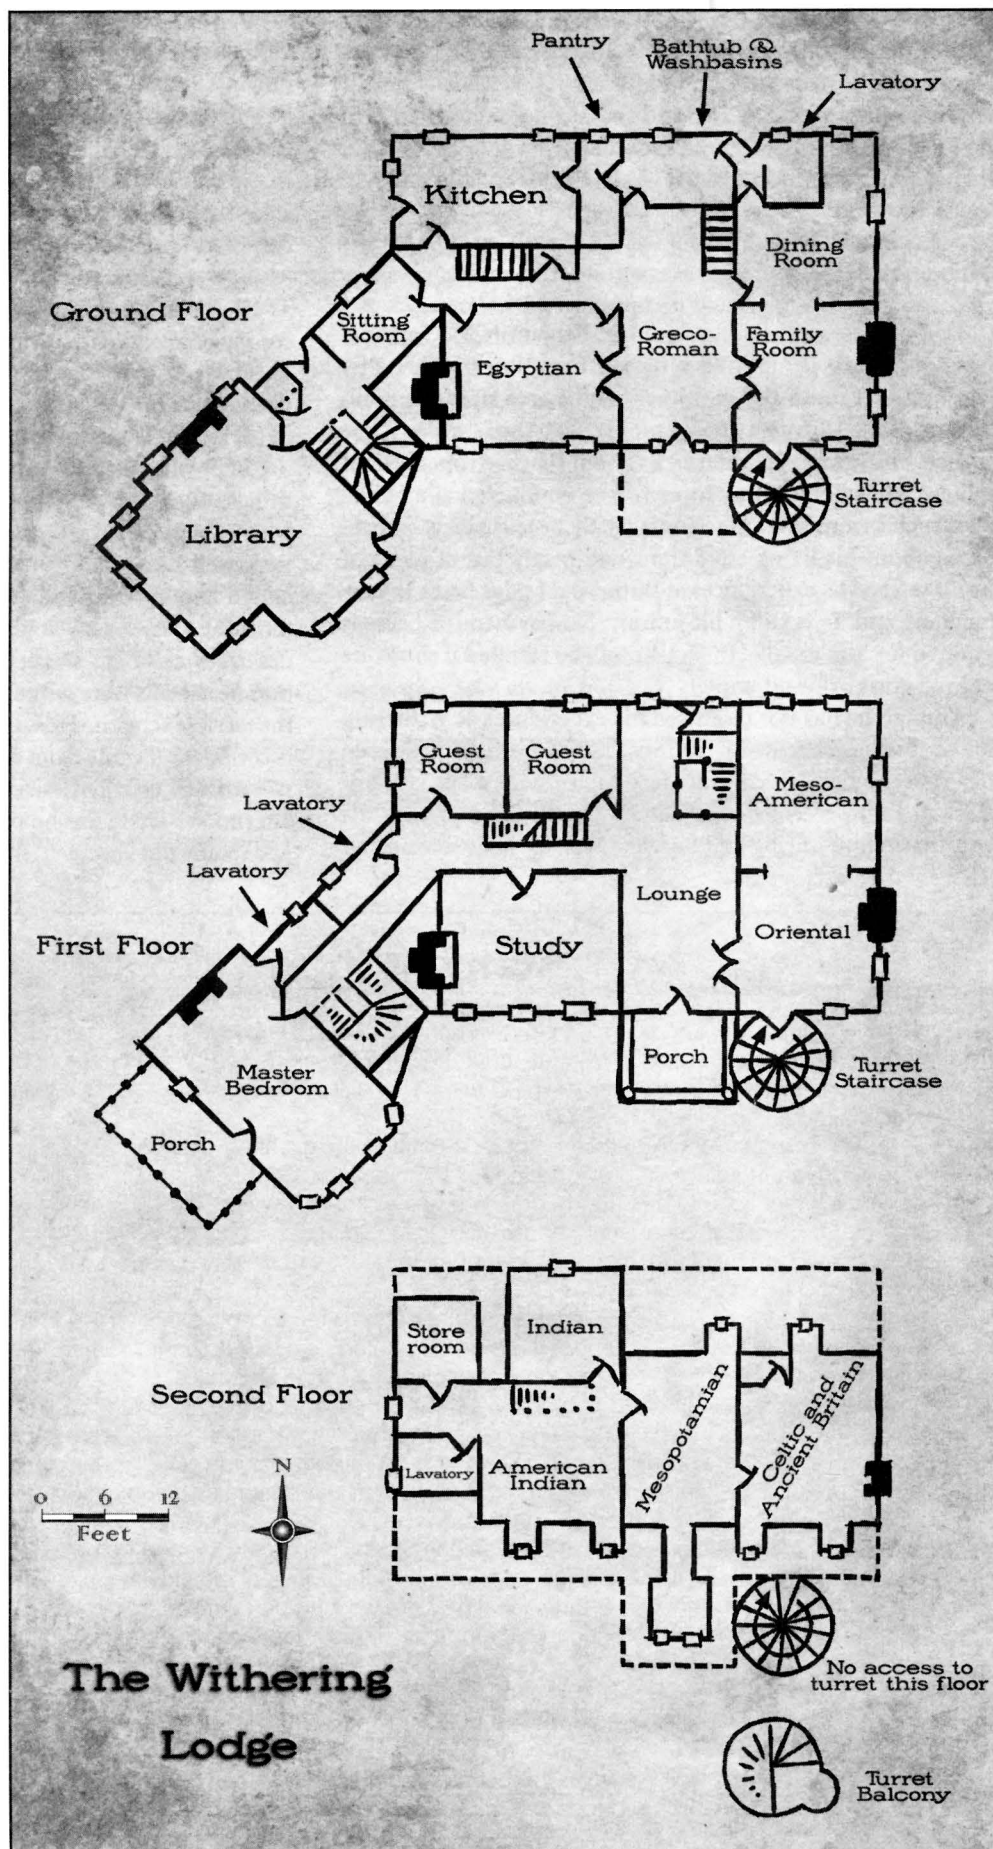 Pantry
Bathtub &
Washbasins
Lavatory
Kitchen
Dining
Room
Ground Floor
Sitting
Room
Greco-
Roman
Family
Room
Egyptian
Turret
Staircase
Library
Guest
Room
Guest
Room
Meso-
American
Lavatory
Lavatory
Lounge
First Floor
Study
Oriental
Master
Bedroom
Porch
Turret
Staircase
Porch
Store
room
Indian
Second Floor
Mesopotamian
Celtic and
Ancient Britain
Lavatory
American
Indian
N
0 6 12
Feet
No access to
turret this floor
The Withering
Lodge
Turret
Balcony